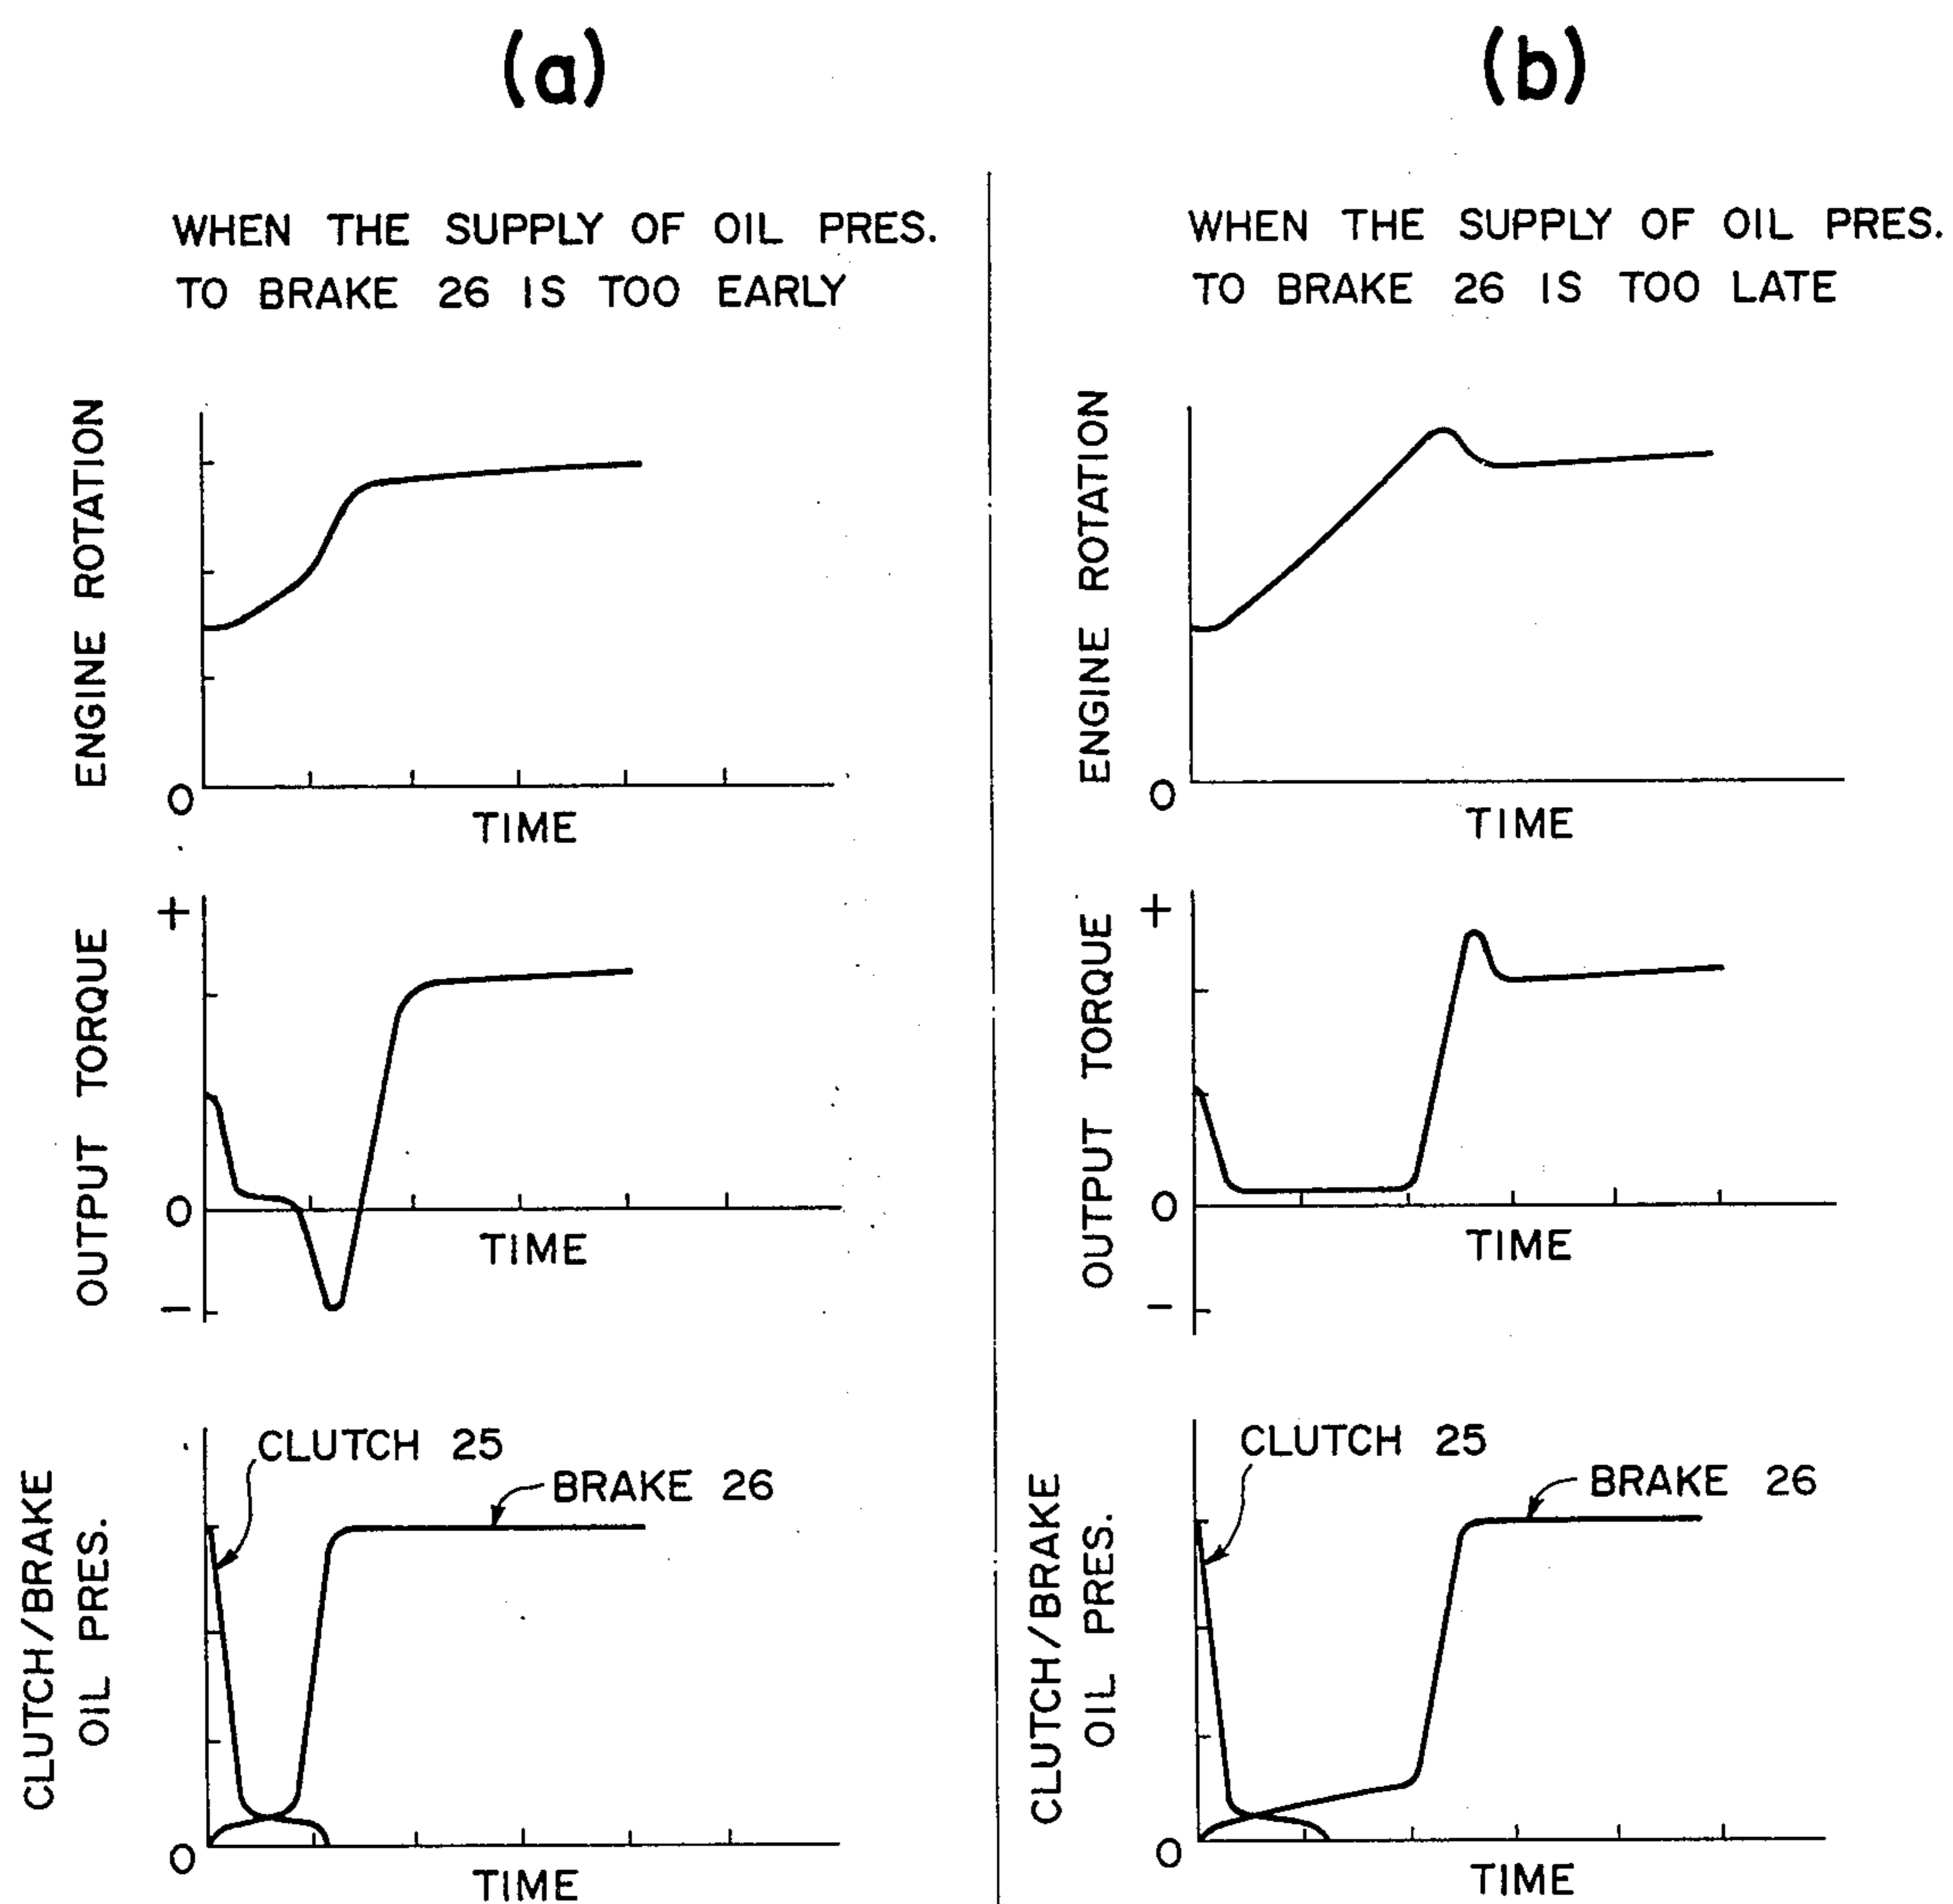 (a)
WHEN THE SUPPLY OF OIL PRES.
TO BRAKE 26 IS TOO EARLY
ENGINE ROTATION
0
TIME
+
OUTPUT TORQUE
0
TIME
−
CLUTCH 25
BRAKE 26
CLUTCH/BRAKE
OIL PRES.
0
TIME
(b)
WHEN THE SUPPLY OF OIL PRES.
TO BRAKE 26 IS TOO LATE
ENGINE ROTATION
0
TIME
+
OUTPUT TORQUE
0
TIME
−
CLUTCH 25
BRAKE 26
CLUTCH/BRAKE
OIL PRES.
0
TIME